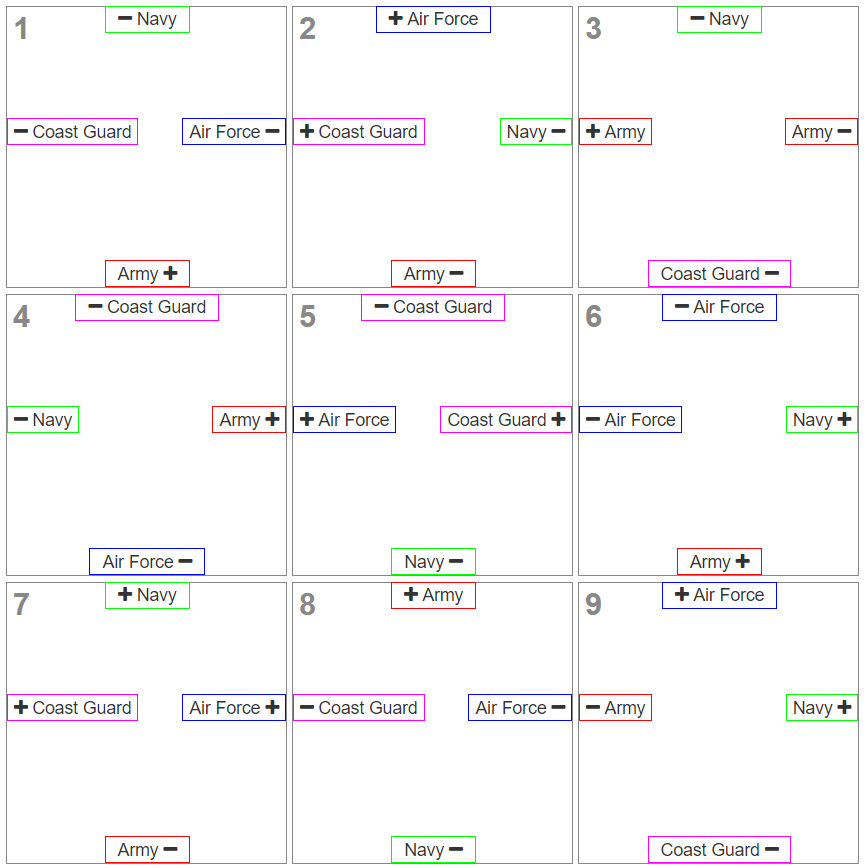 1
− Navy
− Coast Guard
Air Force −
Army +
2
+ Air Force
+ Coast Guard
Navy −
Army −
3
− Navy
+ Army
Army −
Coast Guard −
4
− Coast Guard
− Navy
Army +
Air Force −
5
− Coast Guard
+ Air Force
Coast Guard +
Navy −
6
− Air Force
− Air Force
Navy +
Army +
7
+ Navy
+ Coast Guard
Air Force +
Army −
8
+ Army
− Coast Guard
Air Force −
Navy −
9
+ Air Force
− Army
Navy +
Coast Guard −